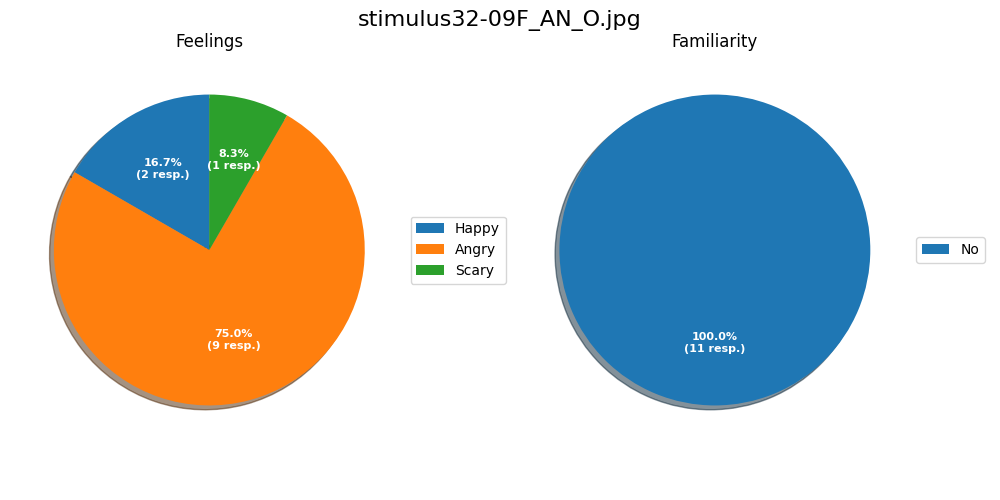 stimulus32-09F_AN_O.jpg
Feelings
16.7%
(2 resp.)
8.3%
(1 resp.)
75.0%
(9 resp.)
Happy
Angry
Scary
Familiarity
100.0%
(11 resp.)
No